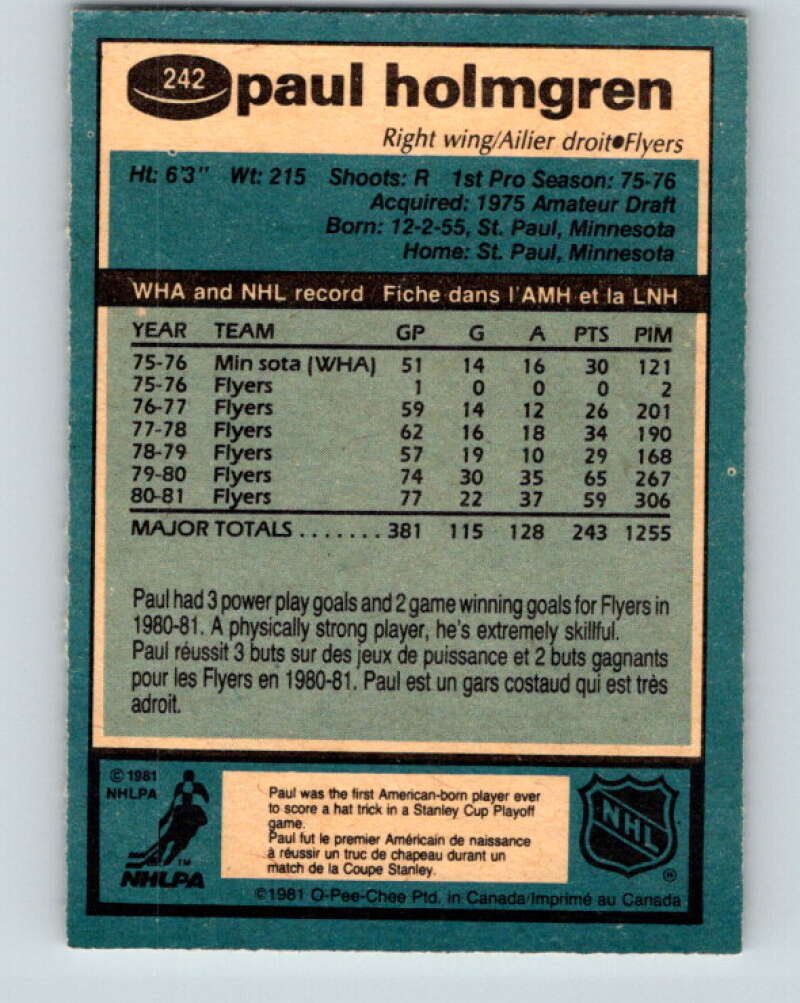 242
paul holmgren
Right wing/Ailier droit•Flyers
Ht: 6'3" Wt: 215 Shoots: R 1st Pro Season: 75-76
Acquired: 1975 Amateur Draft
Born: 12-2-55, St. Paul, Minnesota
Home: St. Paul, Minnesota
WHA and NHL record Fiche dans l'AMH et la LNH
YEAR TEAM GP G A PTS PIM
75-76 Min sota (WHA) 51 14 16 30 121
75-76 Flyers 1 0 0 0 2
76-77 Flyers 59 14 12 26 201
77-78 Flyers 62 16 18 34 190
78-79 Flyers 57 19 10 29 168
79-80 Flyers 74 30 35 65 267
80-81 Flyers 77 22 37 59 306
MAJOR TOTALS ....... 381 115 128 243 1255
Paul had 3 power play goals and 2 game winning goals for Flyers in
1980-81. A physically strong player, he's extremely skillful.
Paul réussit 3 buts sur des jeux de puissance et 2 buts gagnants
pour les Flyers en 1980-81. Paul est un gars costaud qui est très
adroit.
© 1981
NHLPA
TM
NHLPA
Paul was the first American-born player ever
to score a hat trick in a Stanley Cup Playoff
game.
Paul fut le premier Américain de naissance
à réussir un truc de chapeau durant un
match de la Coupe Stanley.
NHL
©1981 O-Pee-Chee Ptd. in Canada/Imprimé au Canada